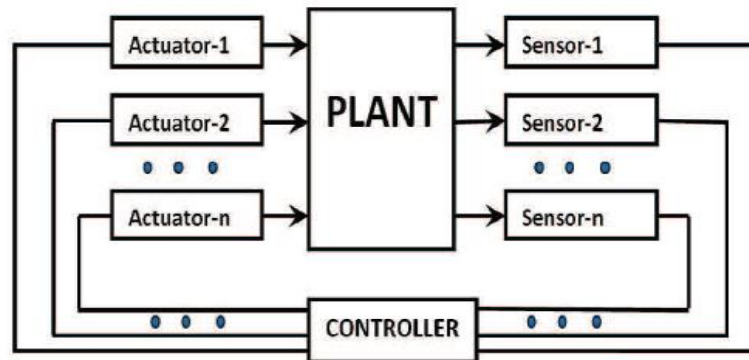 Actuator-1
Sensor-1
PLANT
Actuator-2
Sensor-2
Actuator-n
Sensor-n
CONTROLLER